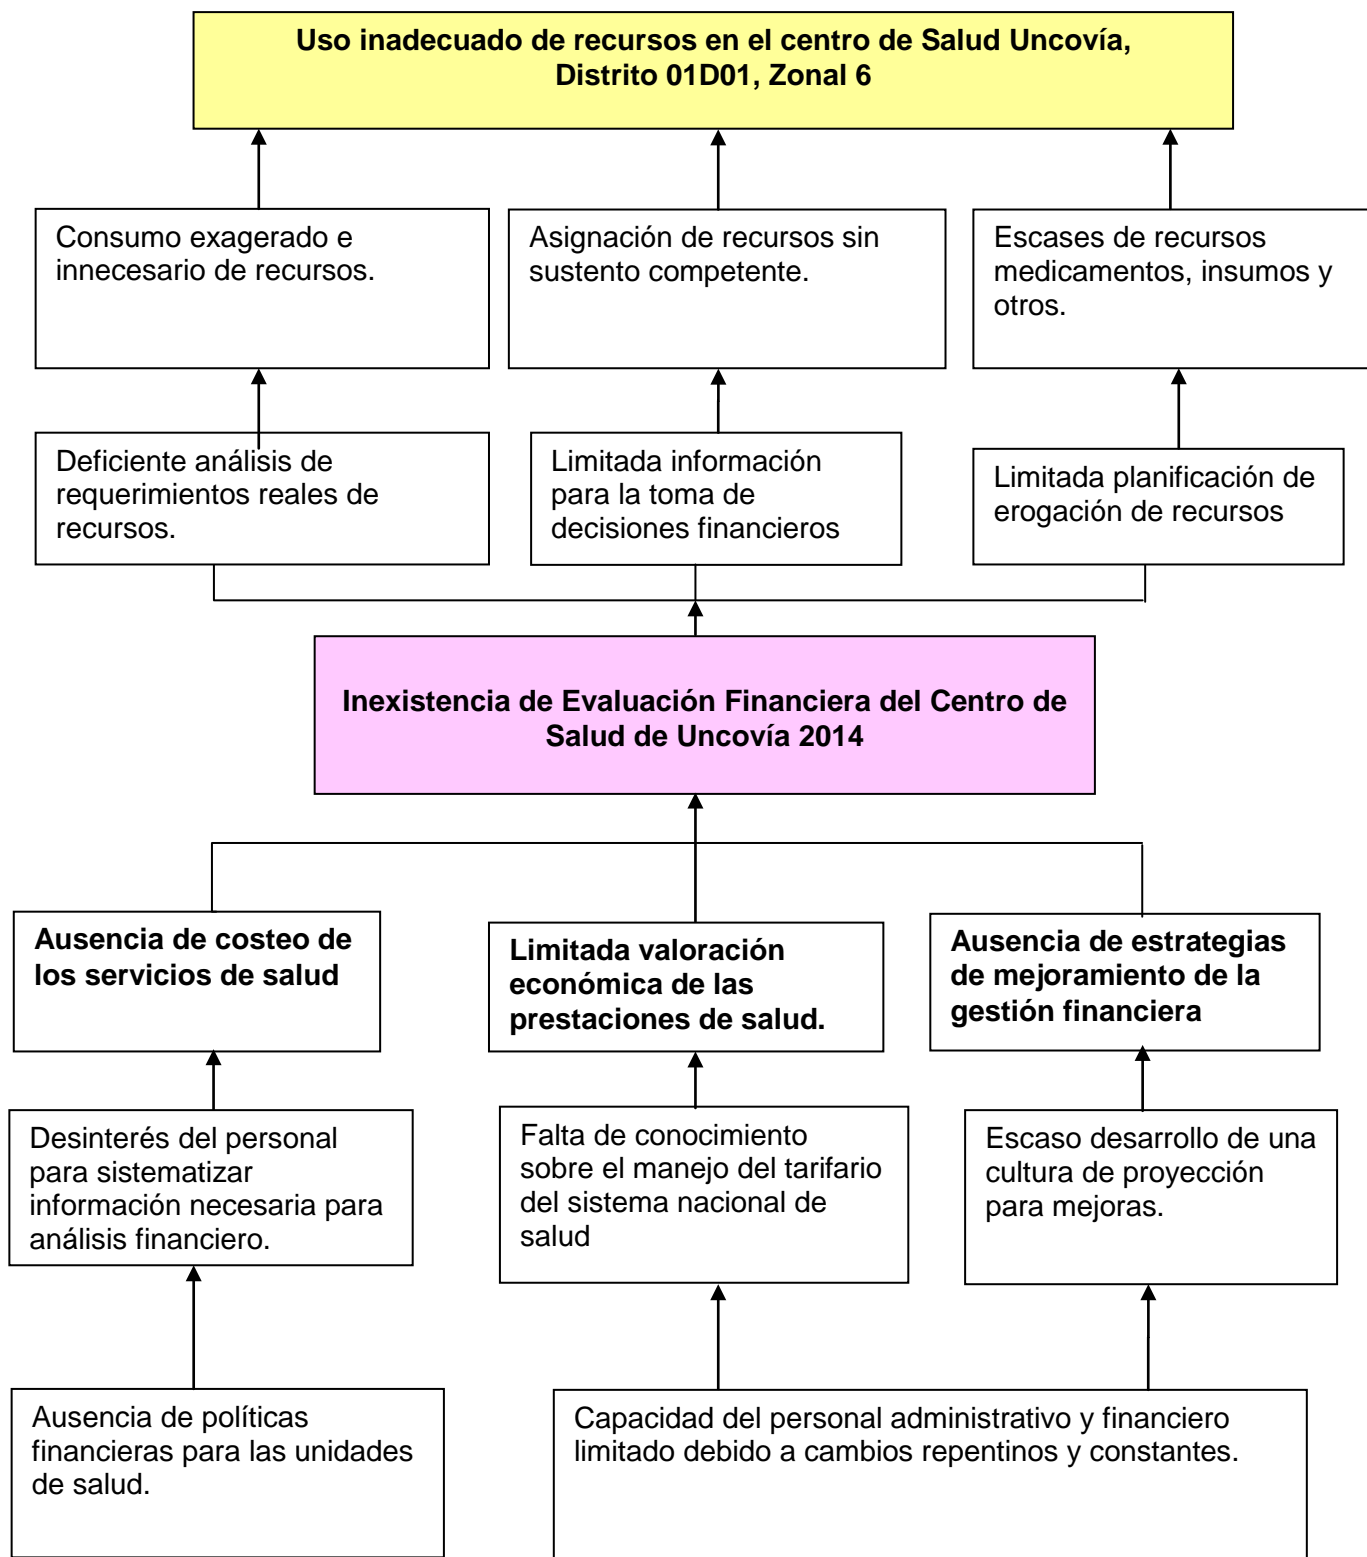 Uso inadecuado de recursos en el centro de Salud Uncovía,
Distrito 01D01, Zonal 6
Consumo exagerado e
innecesario de recursos.
Asignación de recursos sin
sustento competente.
Escases de recursos
medicamentos, insumos y
otros.
Deficiente análisis de
requerimientos reales de
recursos.
Limitada información
para la toma de
decisiones financieros
Limitada planificación de
erogación de recursos
Inexistencia de Evaluación Financiera del Centro de
Salud de Uncovía 2014
Ausencia de costeo de
los servicios de salud
Limitada valoración
económica de las
prestaciones de salud.
Ausencia de estrategias
de mejoramiento de la
gestión financiera
Desinterés del personal
para sistematizar
información necesaria para
análisis financiero.
Falta de conocimiento
sobre el manejo del tarifario
del sistema nacional de
salud
Escaso desarrollo de una
cultura de proyección
para mejoras.
Ausencia de políticas
financieras para las unidades
de salud.
Capacidad del personal administrativo y financiero
limitado debido a cambios repentinos y constantes.